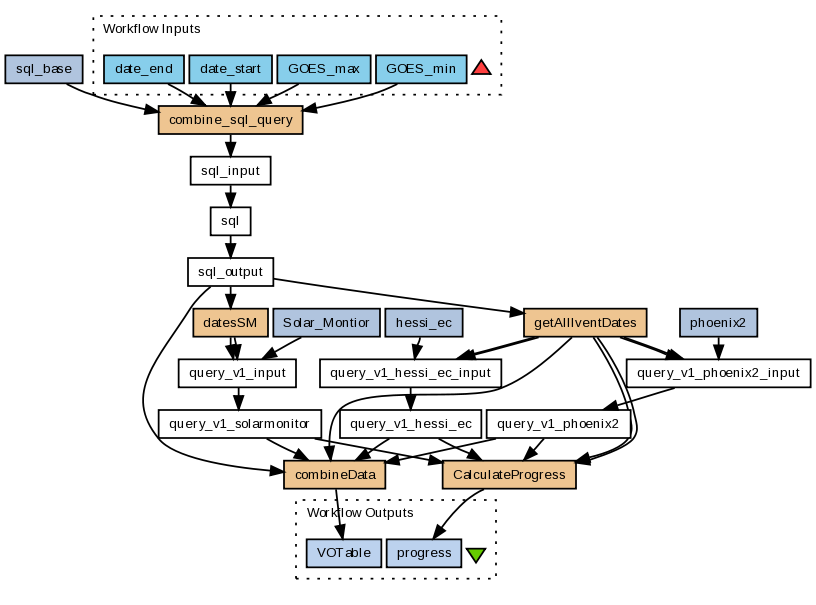 Workflow Inputs
sql_base
date_end
date_start
GOES_max
GOES_min
combine_sql_query
sql_input
sql
sql_output
datesSM
Solar_Montior
hessi_ec
getAllIventDates
phoenix2
query_v1_input
query_v1_hessi_ec_input
query_v1_phoenix2_input
query_v1_solarmonitor
query_v1_hessi_ec
query_v1_phoenix2
combineData
CalculateProgress
Workflow Outputs
VOTable
progress